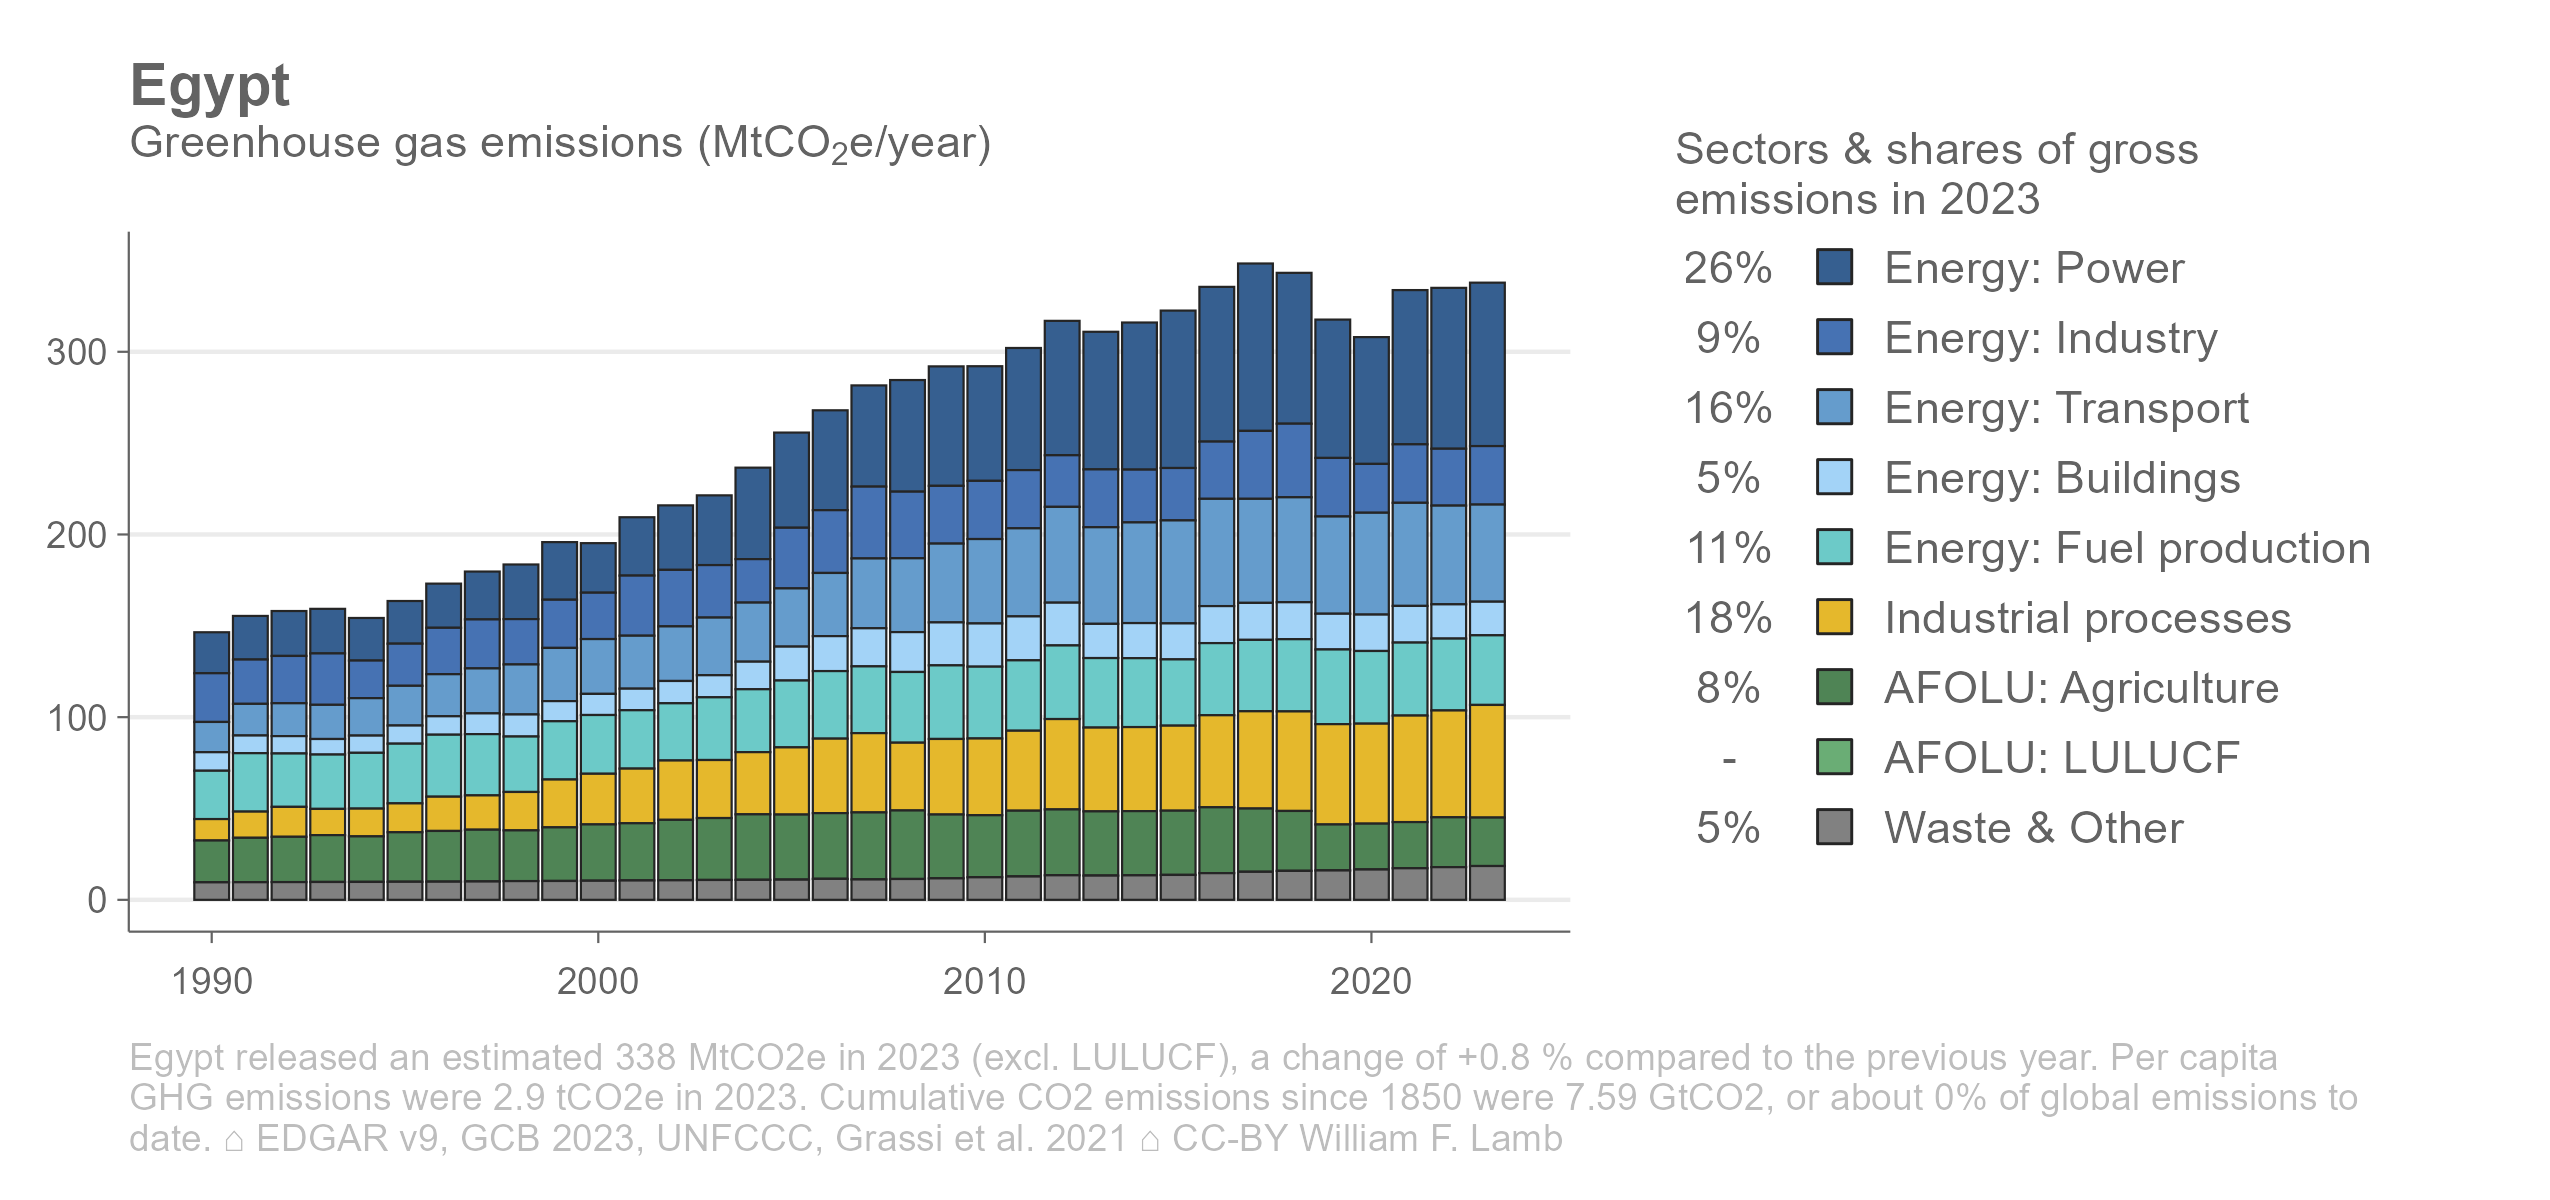 Egypt
Greenhouse gas emissions (MtCO₂e/year)
Sectors & shares of gross
emissions in 2023
26% Energy: Power
9% Energy: Industry
16% Energy: Transport
5% Energy: Buildings
11% Energy: Fuel production
18% Industrial processes
8% AFOLU: Agriculture
- AFOLU: LULUCF
5% Waste & Other
300
200
100
0
1990 2000 2010 2020
Egypt released an estimated 338 MtCO2e in 2023 (excl. LULUCF), a change of +0.8 % compared to the previous year. Per capita
GHG emissions were 2.9 tCO2e in 2023. Cumulative CO2 emissions since 1850 were 7.59 GtCO2, or about 0% of global emissions to
date. ⌂ EDGAR v9, GCB 2023, UNFCCC, Grassi et al. 2021 ⌂ CC-BY William F. Lamb